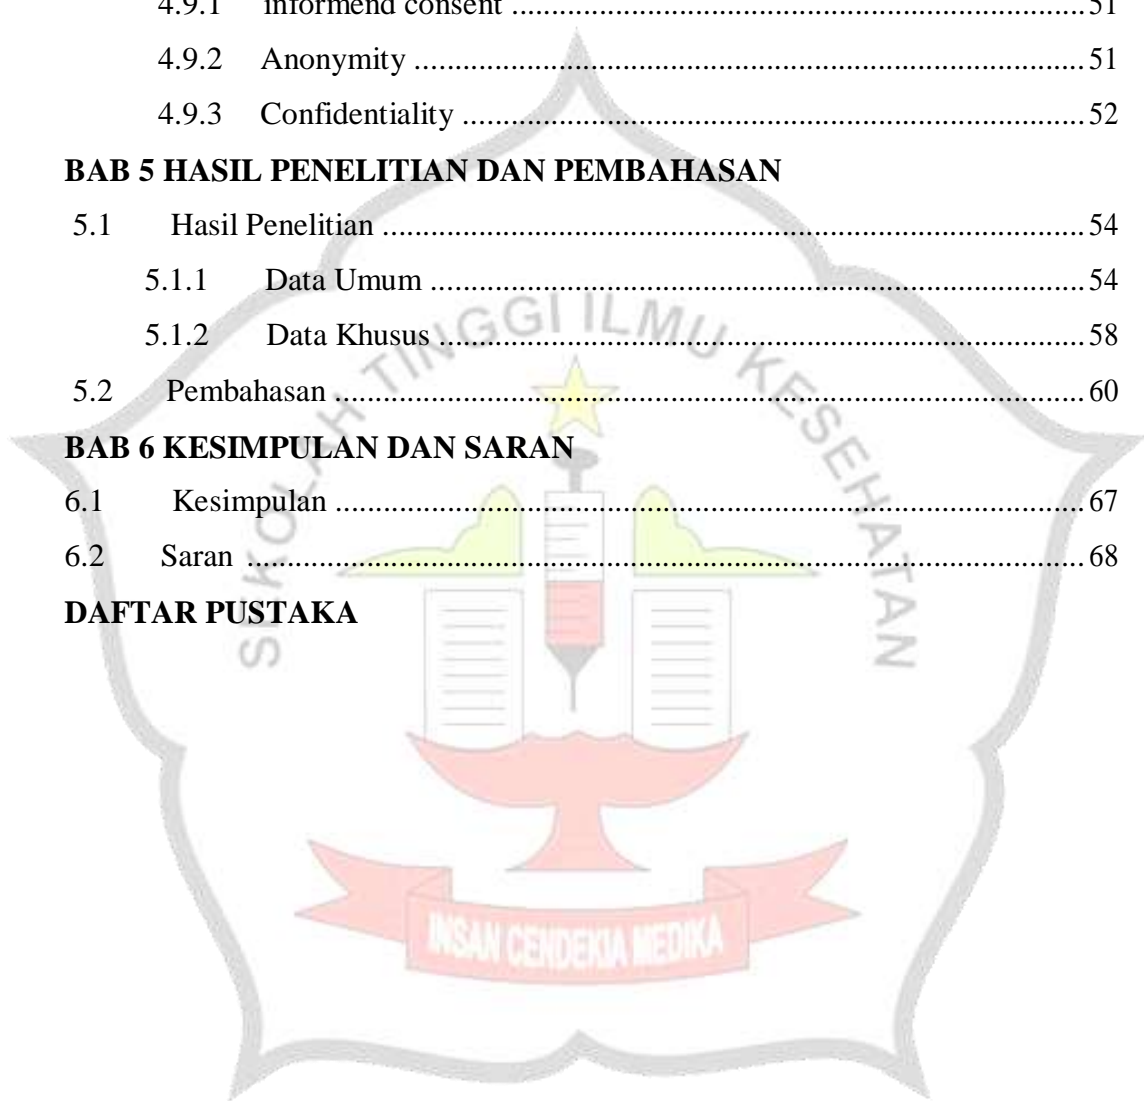 4.9.1 informend consent ........................................................................ 51
4.9.2 Anonymity .................................................................................... 51
4.9.3 Confidentiality .............................................................................. 52
BAB 5 HASIL PENELITIAN DAN PEMBAHASAN
5.1 Hasil Penelitian ........................................................................................ 54
5.1.1 Data Umum .................................................................................. 54
5.1.2 Data Khusus ................................................................................. 58
5.2 Pembahasan .............................................................................................. 60
BAB 6 KESIMPULAN DAN SARAN
6.1 Kesimpulan .............................................................................................. 67
6.2 Saran ......................................................................................................... 68
DAFTAR PUSTAKA
SEKOLAH TINGGI ILMU KESEHATAN
INSAN CENDEKIA MEDIKA